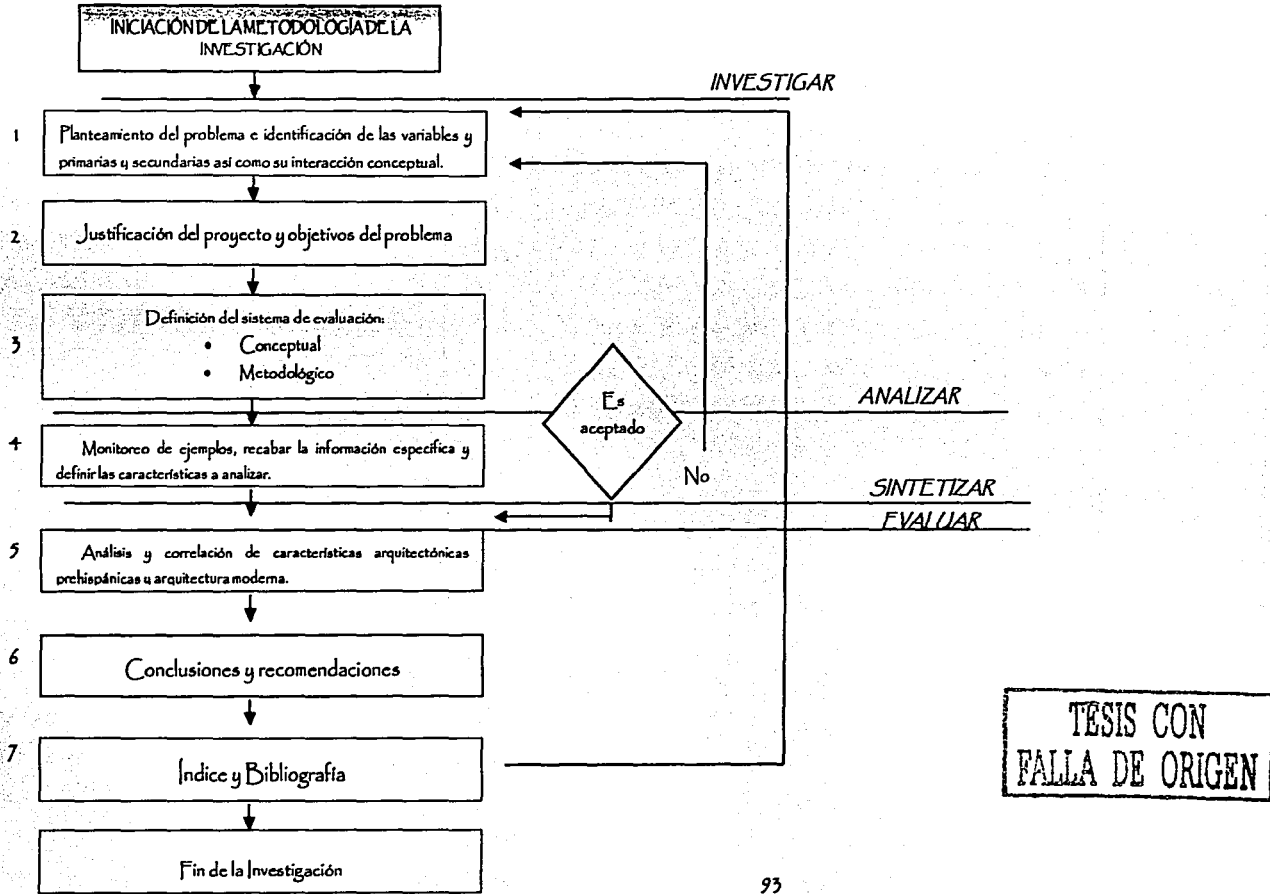 INICIACIÓN DE LA METODOLOGÍA DE LA
INVESTIGACIÓN
INVESTIGAR
1
Planteamiento del problema e identificación de las variables y
primarias y secundarias así como su interacción conceptual.
2
Justificación del proyecto y objetivos del problema
3
Definición del sistema de evaluación:
• Conceptual
• Metodológico
Es
aceptado
No
ANALIZAR
4
Monitoreo de ejemplos, recabar la información especifica y
definir las características a analizar.
SINTETIZAR
EVALUAR
5
Análisis y correlación de características arquitectónicas
prehispánicas y arquitectura moderna.
6
Conclusiones y recomendaciones
7
Índice y Bibliografía
Fin de la Investigación
TESIS CON
FALLA DE ORIGEN
93